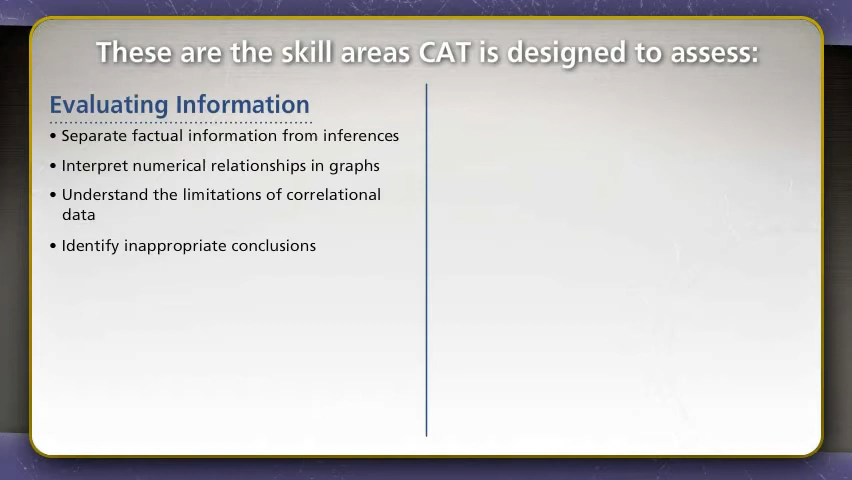 These are the skill areas CAT is designed to assess:
Evaluating Information
• Separate factual information from inferences
• Interpret numerical relationships in graphs
• Understand the limitations of correlational
data
• Identify inappropriate conclusions